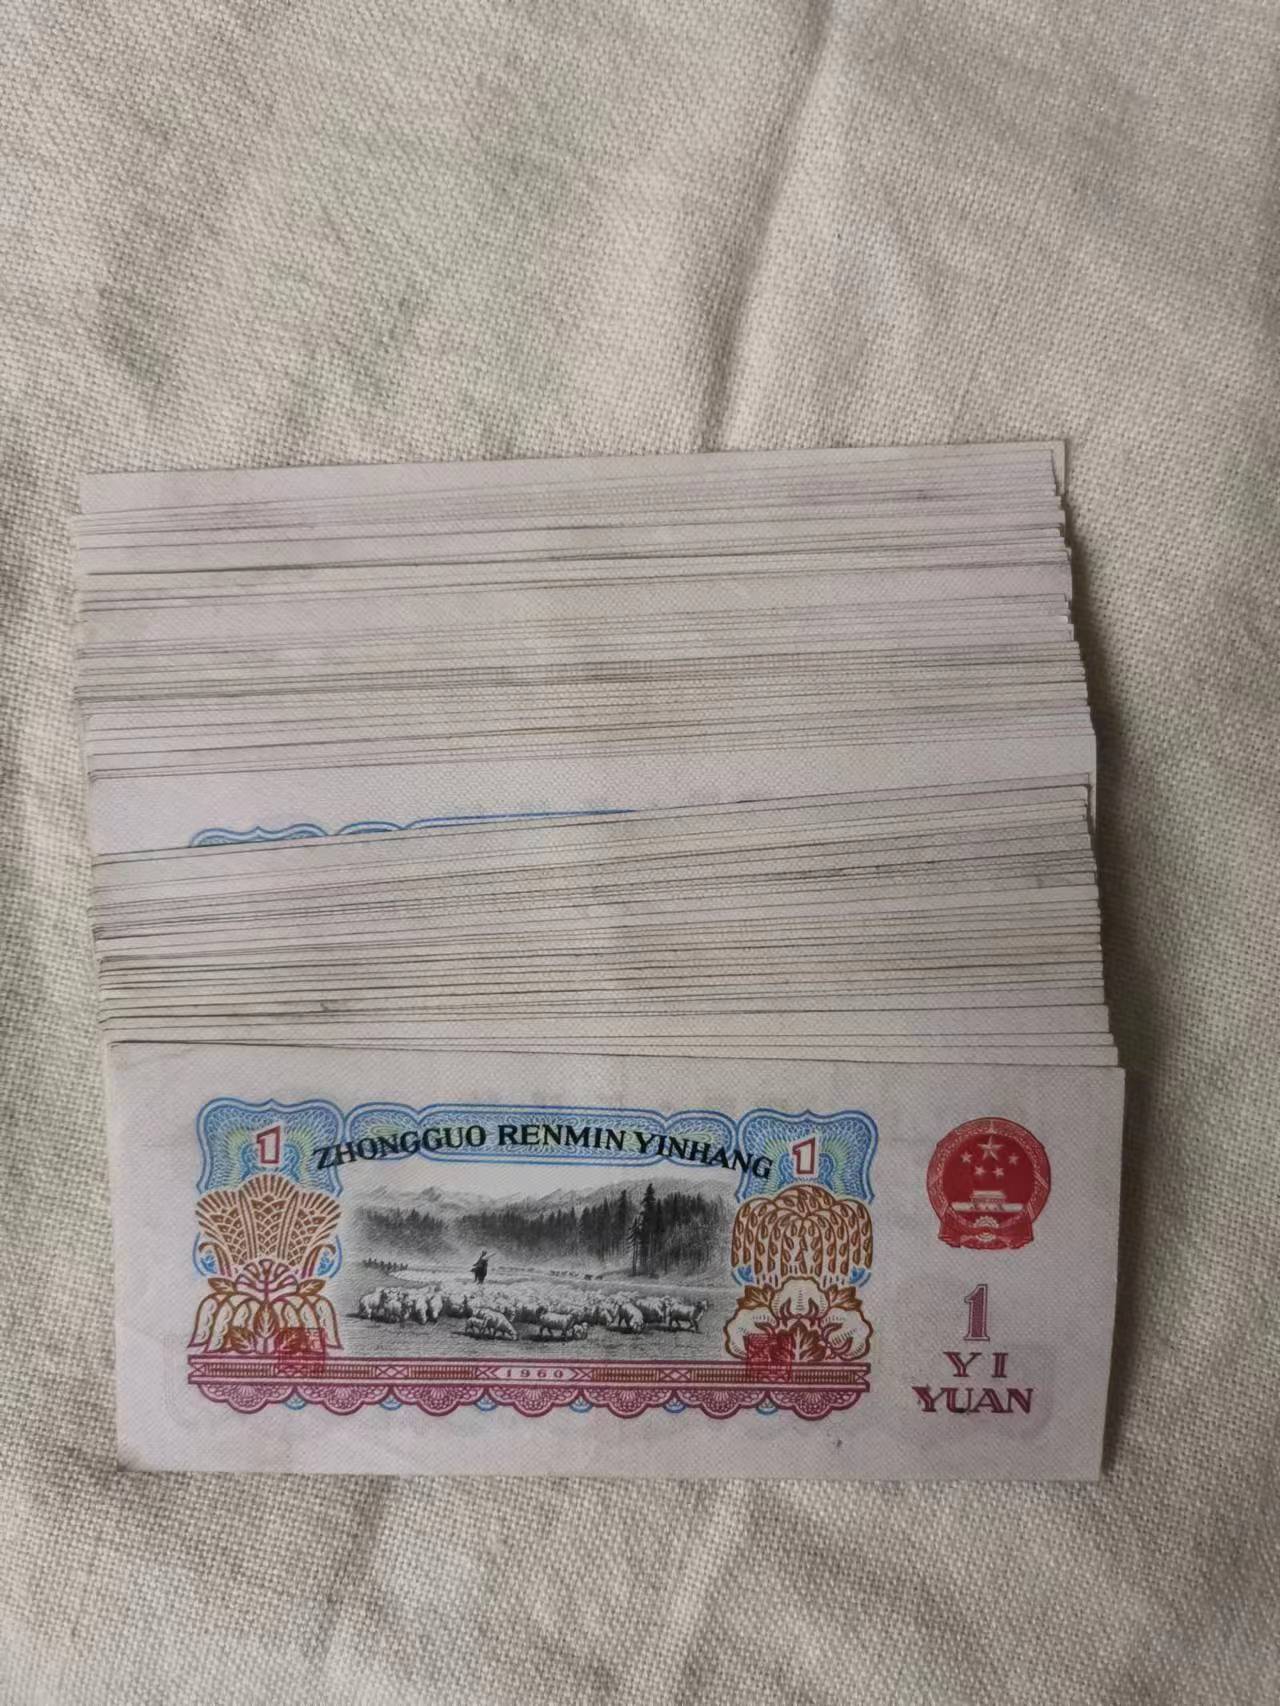 1
ZHONGGUO RENMIN YINHANG
1
1
YI
YUAN
1960